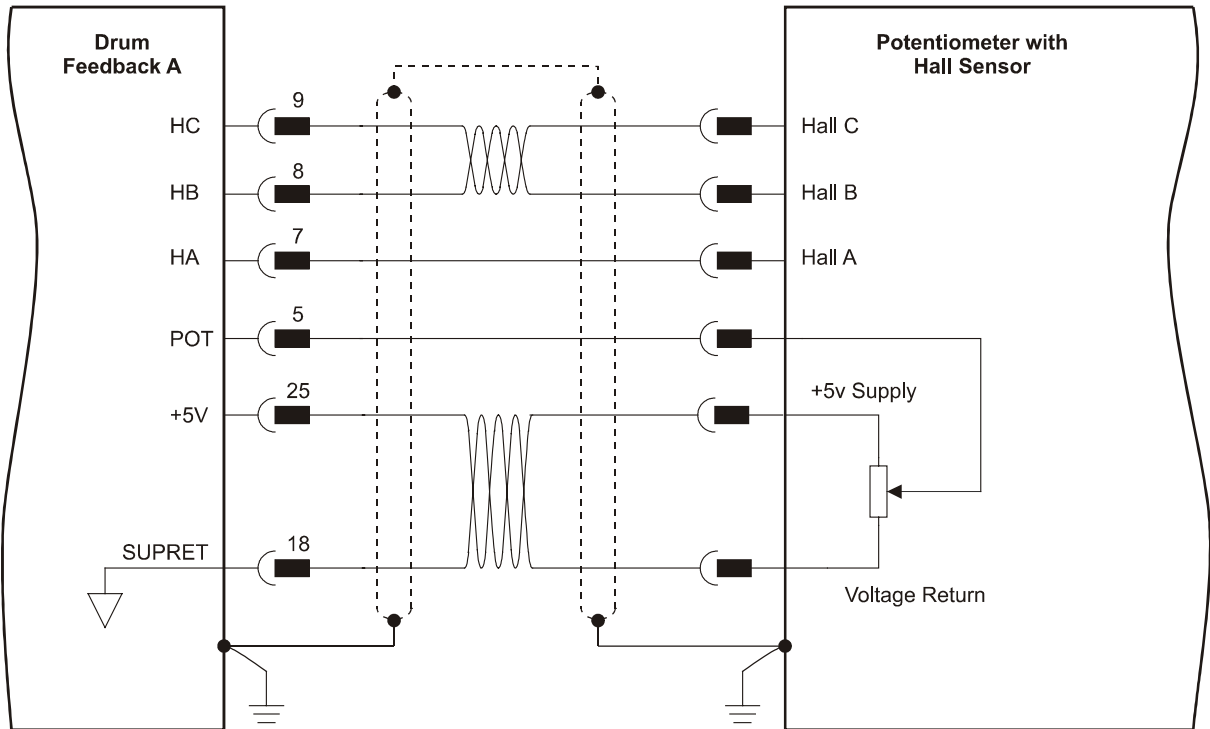 Drum
Feedback A
Potentiometer with
Hall Sensor
HC
9
Hall C
HB
8
Hall B
HA
7
Hall A
POT
5
+5V
25
+5v Supply
SUPRET
18
Voltage Return